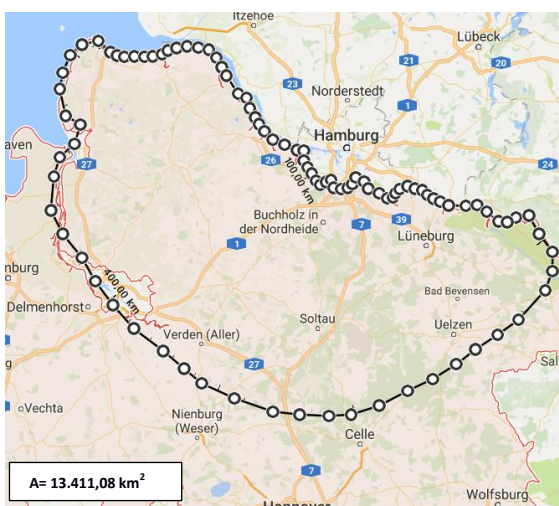 Itzehoe
Lübeck
21
20
23
Norderstedt
1
Hamburg
aven
26
24
27
100,00 km
Buchholz in
der Nordheide
7
39
1
Lüneburg
nburg
400,00 km
Bad Bevensen
Delmenhorst
Soltau
Uelzen
Verden (Aller)
g
27
Sal
Vechta
Nienburg
(Weser)
Celle
7
A= 13.411,08 km²
Wolfsburg
Hannover